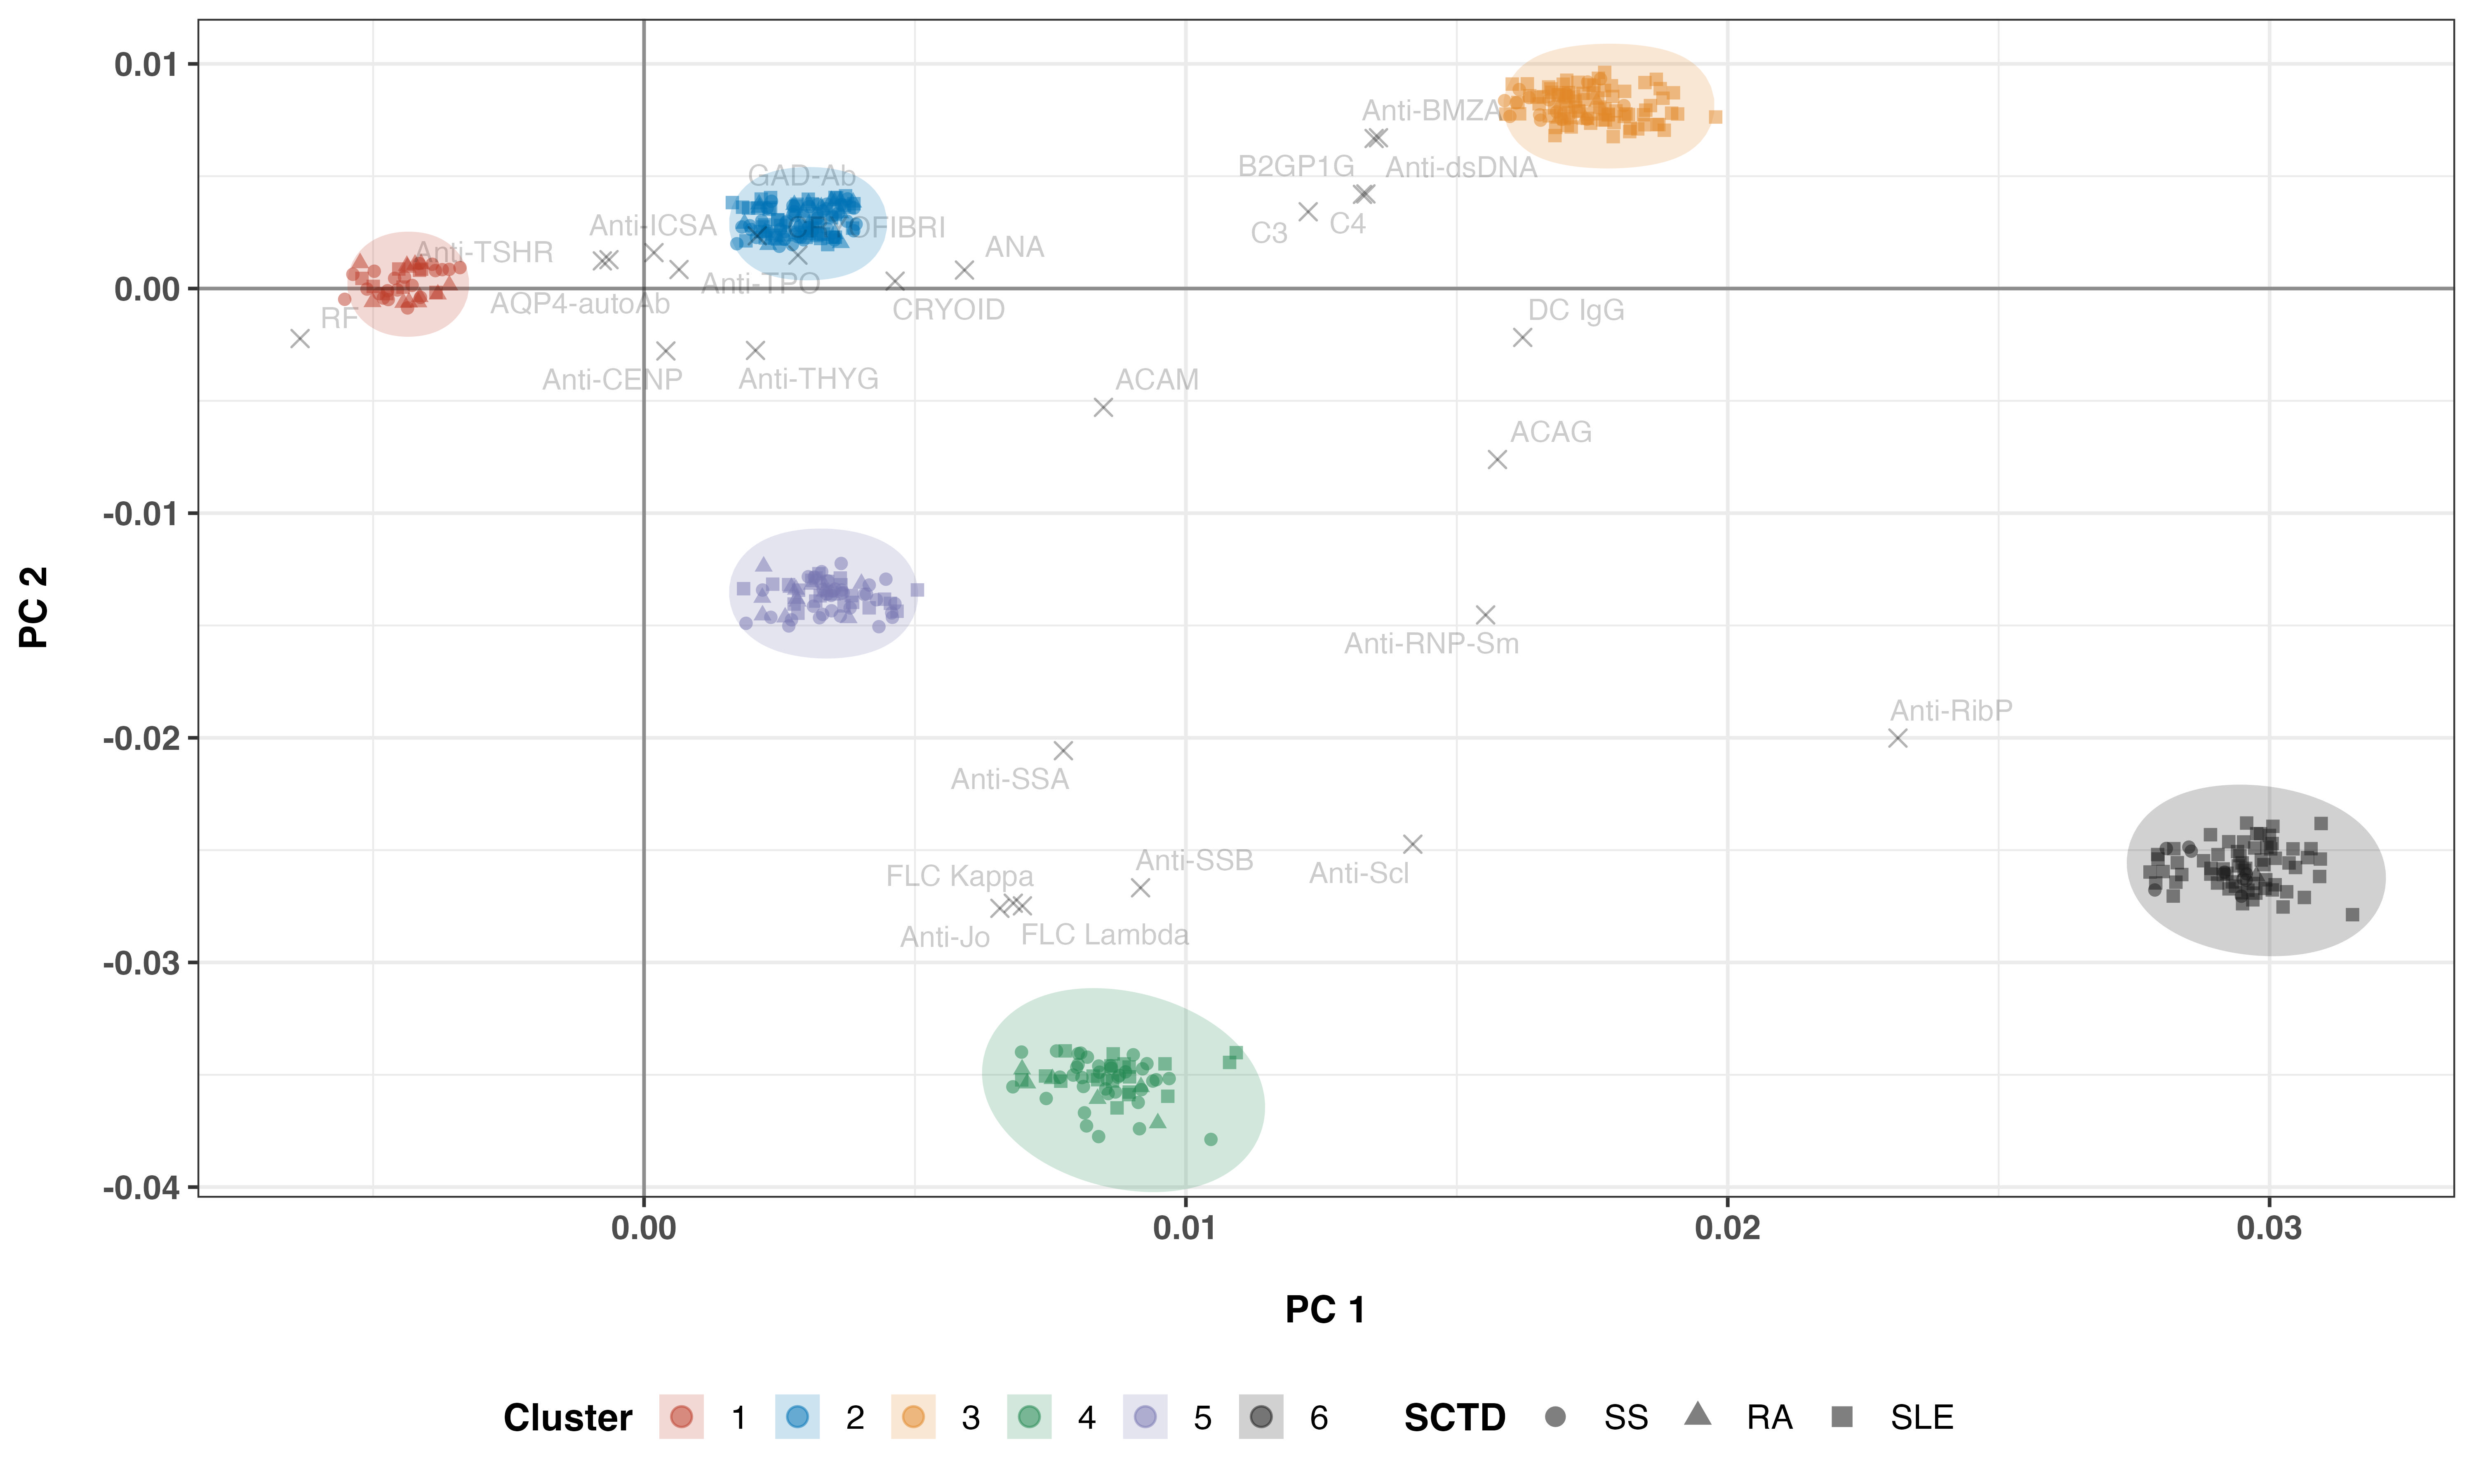 0.01
Anti-BMZA
B2GP1G
Anti-dsDNA
GAD-Ab
Anti-ICSA
C3
C4
Anti-TSHR
ANA
0.00
Anti-TPO
AQP4-autoAb
CRYOID
DC IgG
RF
Anti-CENP
Anti-THYG
ACAM
ACAG
-0.01
PC 2
Anti-RNP-Sm
Anti-RibP
-0.02
Anti-SSA
Anti-SSB
FLC Kappa
Anti-Scl
Anti-Jo
FLC Lambda
-0.03
-0.04
0.00 0.01 0.02 0.03
PC 1
Cluster 1 2 3 4 5 6 SCTD SS RA SLE